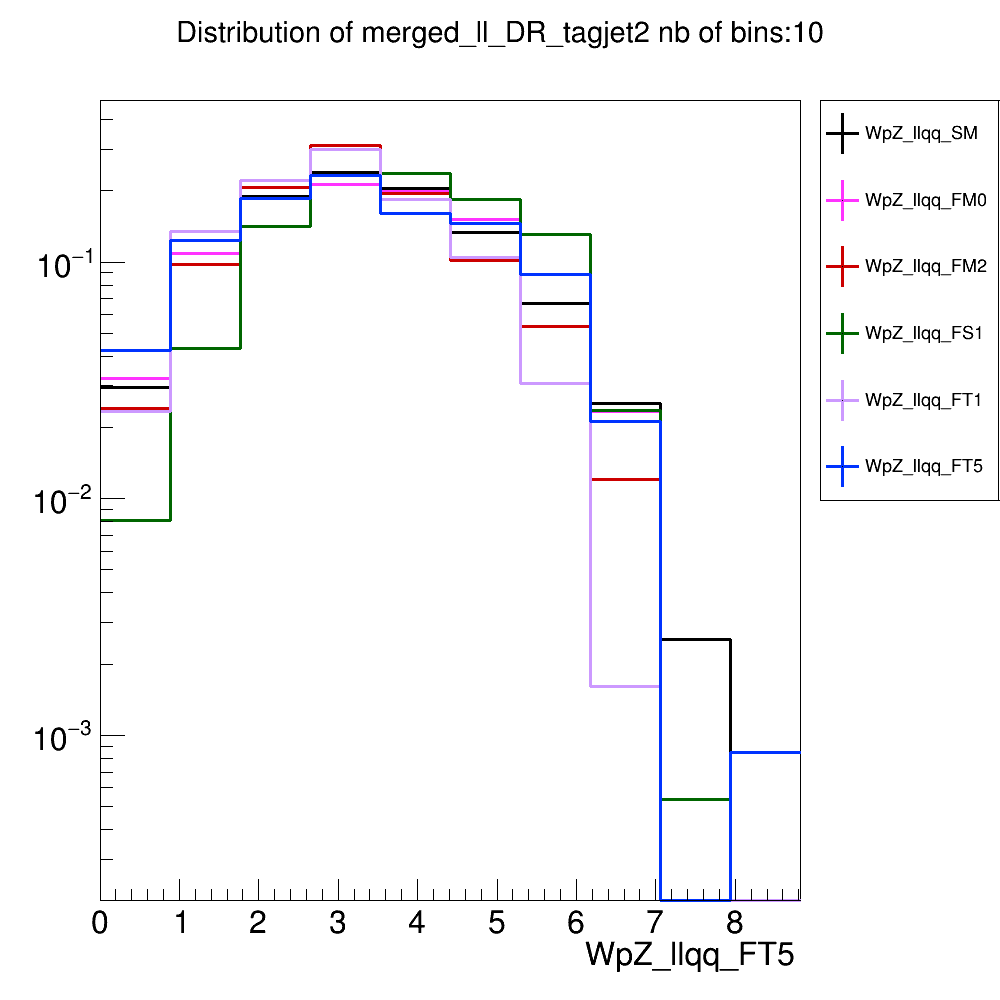 Distribution of merged_ll_DR_tagjet2 nb of bins:10
WpZ_llqq_SM
WpZ_llqq_FM0
WpZ_llqq_FM2
WpZ_llqq_FS1
WpZ_llqq_FT1
WpZ_llqq_FT5
10⁻¹
10⁻²
10⁻³
0 1 2 3 4 5 6 7 8
WpZ_llqq_FT5